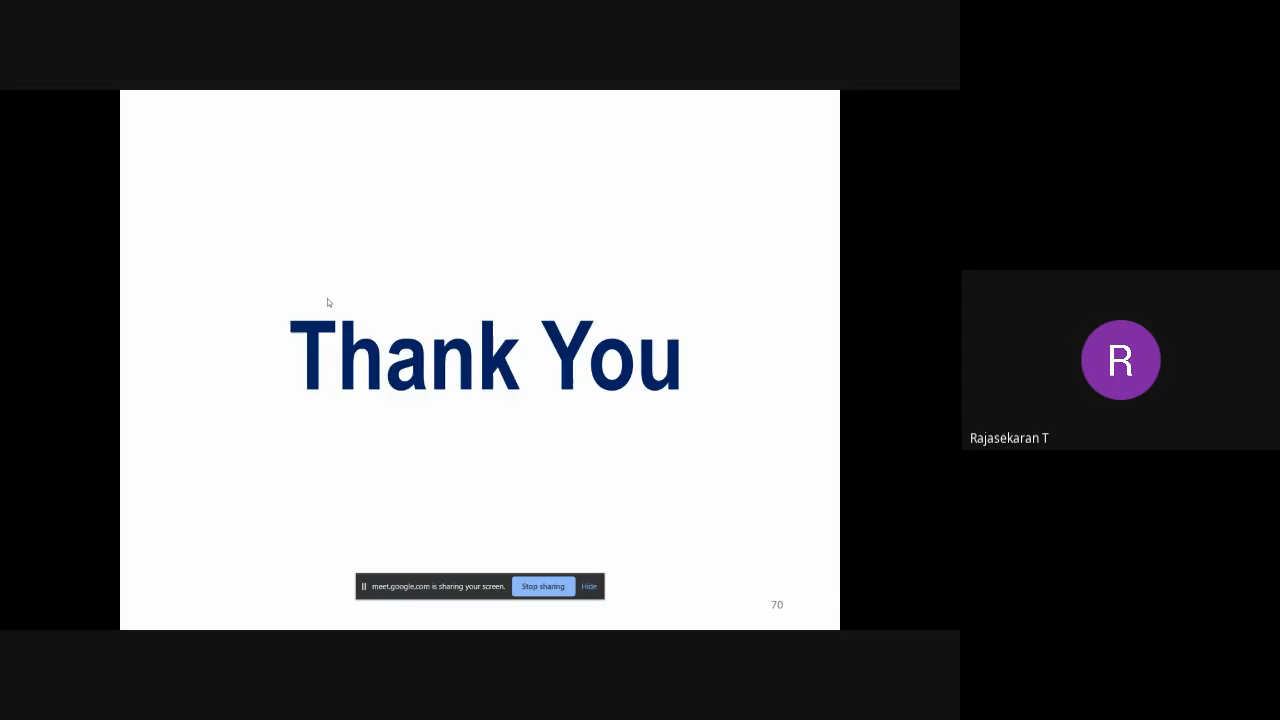 Thank You
meet.google.com is sharing your screen. Stop sharing Hide
70
R
Rajasekaran T